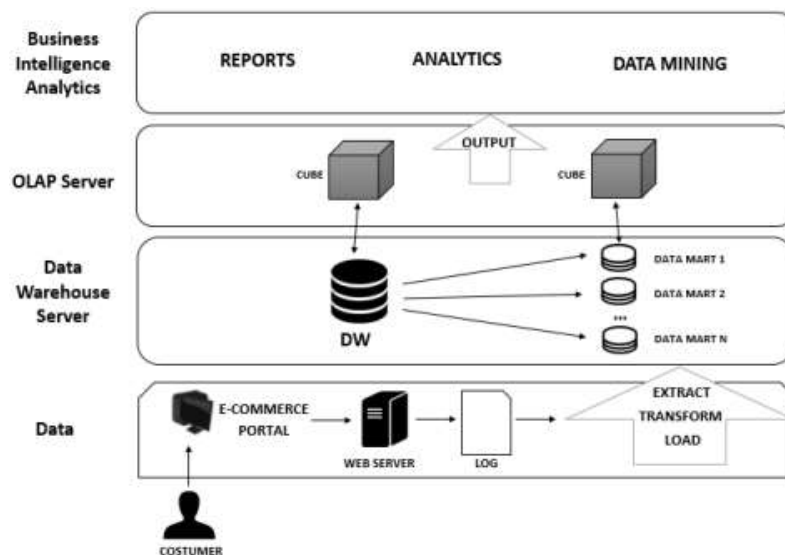 Business
Intelligence
Analytics
REPORTS
ANALYTICS
DATA MINING
OLAP Server
CUBE
OUTPUT
CUBE
Data
Warehouse
Server
DW
DATA MART 1
DATA MART 2
...
DATA MART N
Data
E-COMMERCE
PORTAL
WEB SERVER
LOG
EXTRACT
TRANSFORM
LOAD
COSTUMER